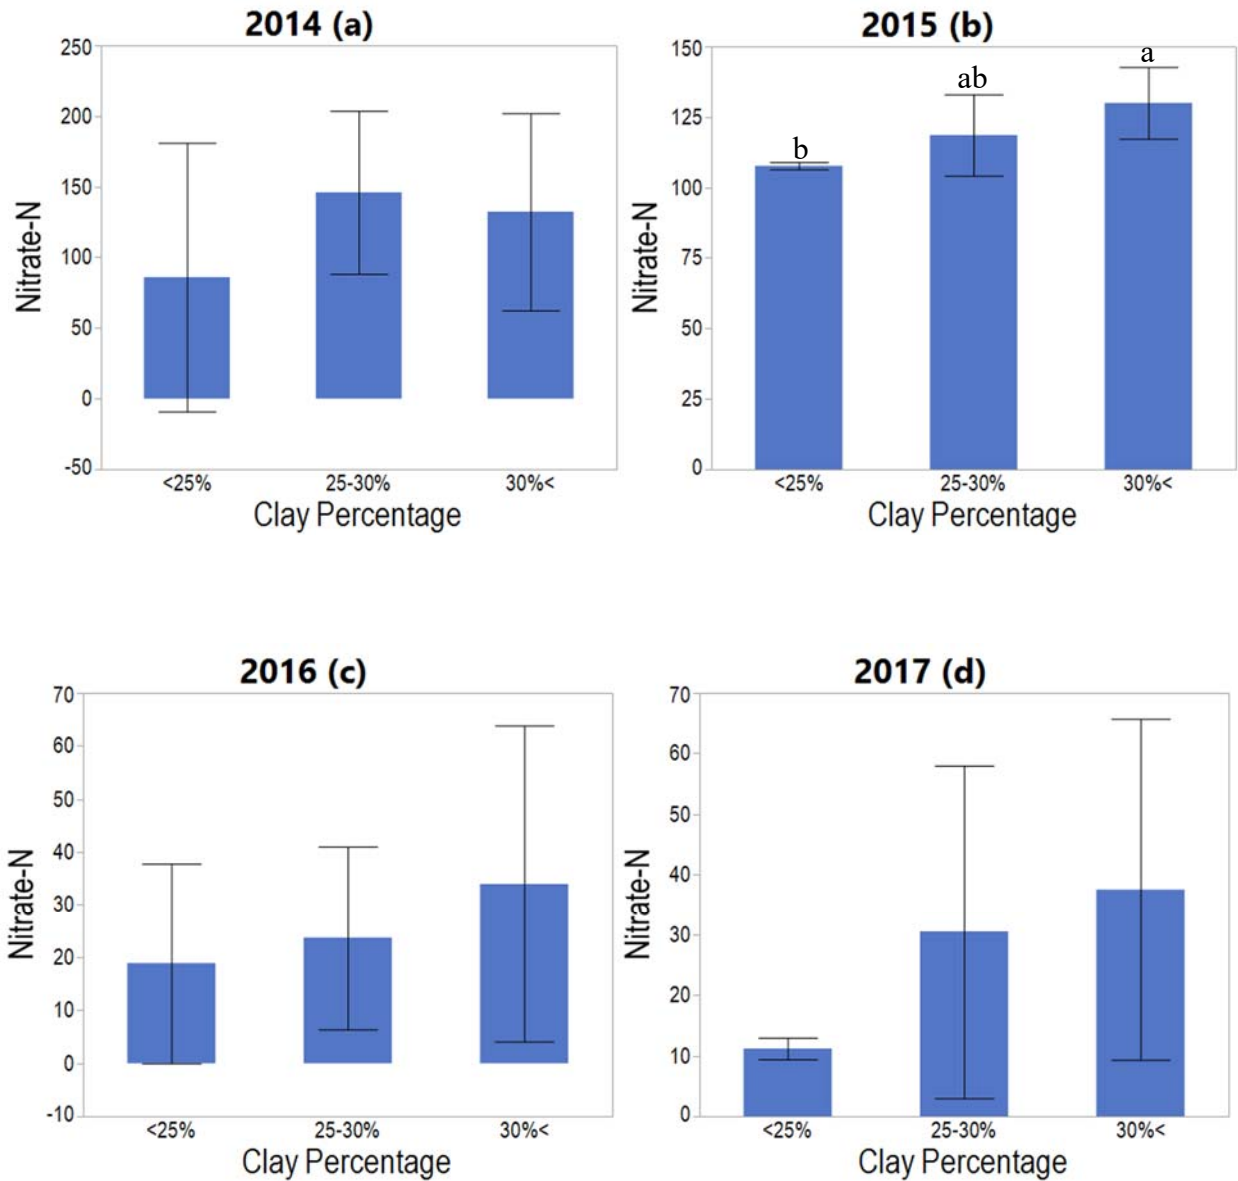 2014 (a)
250
200
150
100
50
0
-50
Nitrate-N
<25% 25-30% 30%<
Clay Percentage
2015 (b)
150
125
100
75
50
25
0
Nitrate-N
b ab a
<25% 25-30% 30%<
Clay Percentage
2016 (c)
70
60
50
40
30
20
10
0
-10
Nitrate-N
<25% 25-30% 30%<
Clay Percentage
2017 (d)
70
60
50
40
30
20
10
0
Nitrate-N
<25% 25-30% 30%<
Clay Percentage